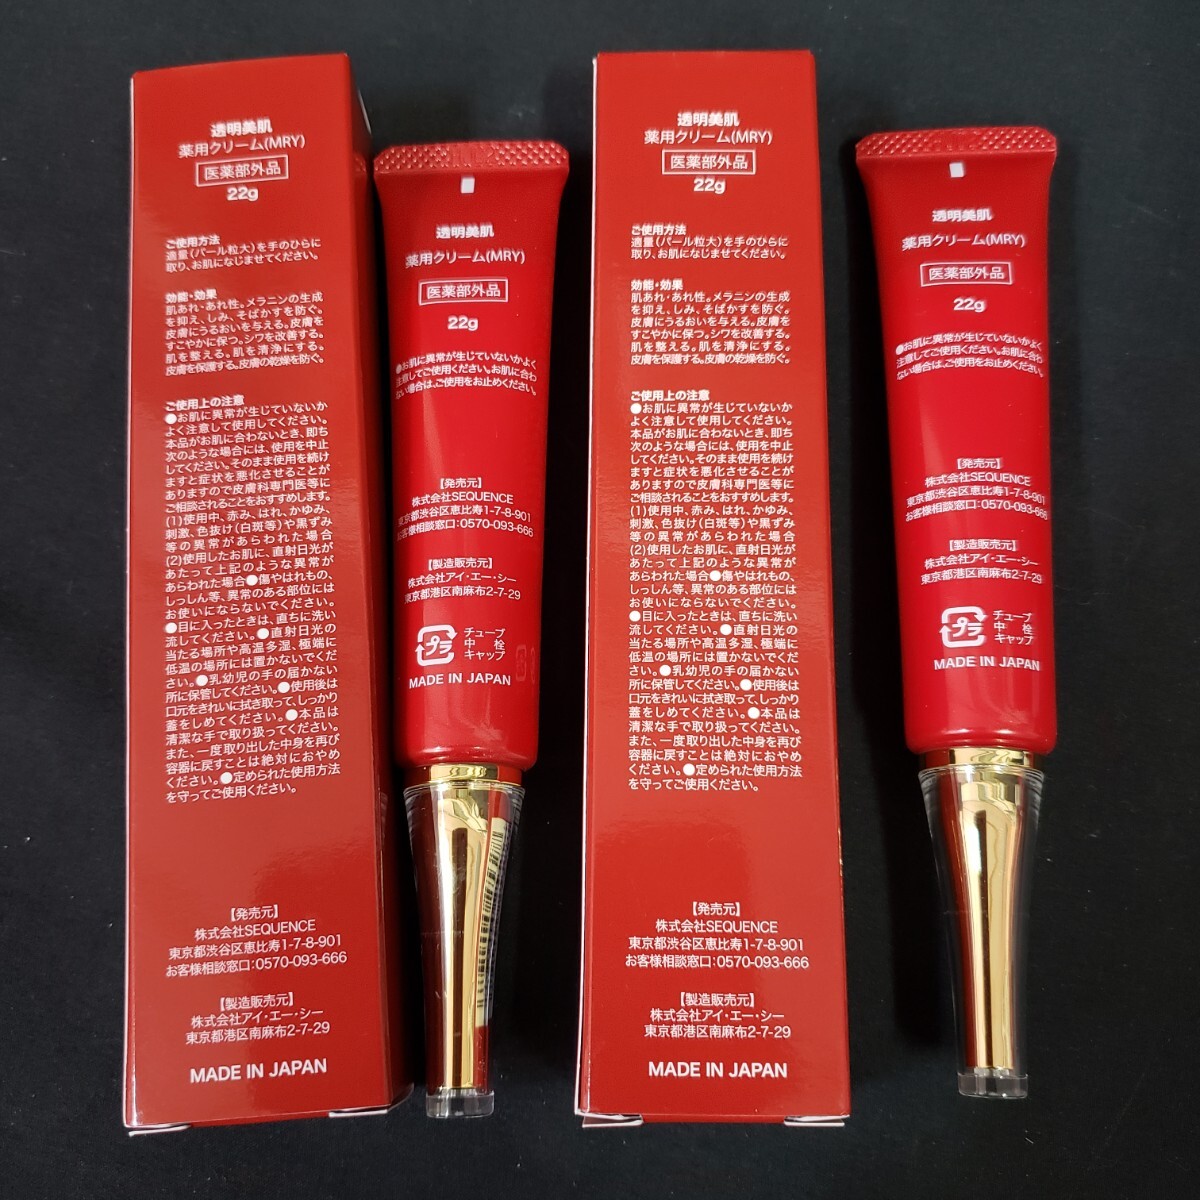 透明美肌
薬用クリーム(MRY)
医薬部外品
22g
ご使用方法
適量(パール粒大)を手のひらに
取り、お肌になじませてください。
効能・効果
肌あれ・あれ性。メラニンの生成
を抑え、しみ、そばかすを防ぐ。
皮膚にうるおいを与える。皮膚を
すこやかに保つ。シワを改善する。
肌を整える。肌を清浄にする。
皮膚を保護する。皮膚の乾燥を防ぐ。
ご使用上の注意
●お肌に異常が生じていないか
よく注意して使用してください。
本品がお肌に合わないとき、即ち
次のような場合には、使用を中止
してください。そのまま使用を続け
ますと症状を悪化させることが
ありますので皮膚科専門医等に
ご相談されることをおすすめします。
(1)使用中、赤み、はれ、かゆみ、
刺激、色抜け(白斑等)や黒ずみ
等の異常があらわれた場合
(2)使用したお肌に、直射日光が
あたって上記のような異常が
あらわれた場合●傷やはれもの、
しっしん等、異常のある部位には
お使いにならないでください。
●目に入ったときは、直ちに洗い
流してください。●直射日光の
当たる場所や高温多湿、極端に
低温の場所には置かないでくだ
さい。●乳幼児の手の届かない
所に保管してください。●使用後は
口元をきれいに拭き取って、しっかり
蓋をしめてください。●本品は
清潔な手で取り扱ってください。
また、一度取り出した中身を再び
容器に戻すことは絶対におやめ
ください。●定められた使用方法
を守ってご使用ください。
【発売元】
株式会社SEQUENCE
東京都渋谷区恵比寿1-7-8-901
お客様相談窓口:0570-093-666
【製造販売元】
株式会社アイ・エー・シー
東京都港区南麻布2-7-29
MADE IN JAPAN
透明美肌
薬用クリーム(MRY)
医薬部外品
22g
●お肌に異常が生じていないかよく
注意してご使用ください。お肌に合わ
ない場合は、ご使用をお止めください。
【発売元】
株式会社SEQUENCE
東京都渋谷区恵比寿1-7-8-901
お客様相談窓口:0570-093-666
【製造販売元】
株式会社アイ・エー・シー
東京都港区南麻布2-7-29
プラ
チューブ
中栓
キャップ
MADE IN JAPAN
透明美肌
薬用クリーム(MRY)
医薬部外品
22g
ご使用方法
適量(パール粒大)を手のひらに
取り、お肌になじませてください。
効能・効果
肌あれ・あれ性。メラニンの生成
を抑え、しみ、そばかすを防ぐ。
皮膚にうるおいを与える。皮膚を
すこやかに保つ。シワを改善する。
肌を整える。肌を清浄にする。
皮膚を保護する。皮膚の乾燥を防ぐ。
ご使用上の注意
●お肌に異常が生じていないか
よく注意して使用してください。
本品がお肌に合わないとき、即ち
次のような場合には、使用を中止
してください。そのまま使用を続け
ますと症状を悪化させることが
ありますので皮膚科専門医等に
ご相談されることをおすすめします。
(1)使用中、赤み、はれ、かゆみ、
刺激、色抜け(白斑等)や黒ずみ
等の異常があらわれた場合
(2)使用したお肌に、直射日光が
あたって上記のような異常が
あらわれた場合●傷やはれもの、
しっしん等、異常のある部位には
お使いにならないでください。
●目に入ったときは、直ちに洗い
流してください。●直射日光の
当たる場所や高温多湿、極端に
低温の場所には置かないでくだ
さい。●乳幼児の手の届かない
所に保管してください。●使用後は
口元をきれいに拭き取って、しっかり
蓋をしめてください。●本品は
清潔な手で取り扱ってください。
また、一度取り出した中身を再び
容器に戻すことは絶対におやめ
ください。●定められた使用方法
を守ってご使用ください。
【発売元】
株式会社SEQUENCE
東京都渋谷区恵比寿1-7-8-901
お客様相談窓口:0570-093-666
【製造販売元】
株式会社アイ・エー・シー
東京都港区南麻布2-7-29
MADE IN JAPAN
透明美肌
薬用クリーム(MRY)
医薬部外品
22g
●お肌に異常が生じていないかよく
注意してご使用ください。お肌に合わ
ない場合は、ご使用をお止めください。
【発売元】
株式会社SEQUENCE
東京都渋谷区恵比寿1-7-8-901
お客様相談窓口:0570-093-666
【製造販売元】
株式会社アイ・エー・シー
東京都港区南麻布2-7-29
プラ
チューブ
中栓
キャップ
MADE IN JAPAN